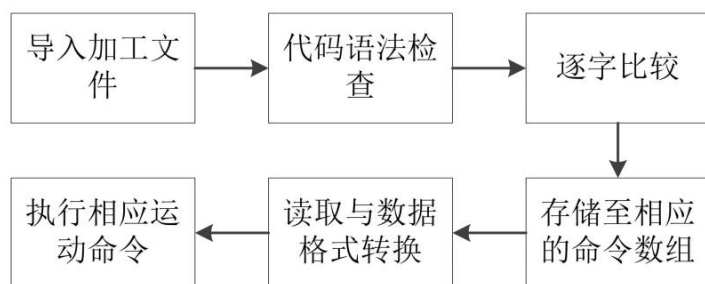 导入加工文
件
代码语法检
查
逐字比较
存储至相应
的命令数组
读取与数据
格式转换
执行相应运
动命令